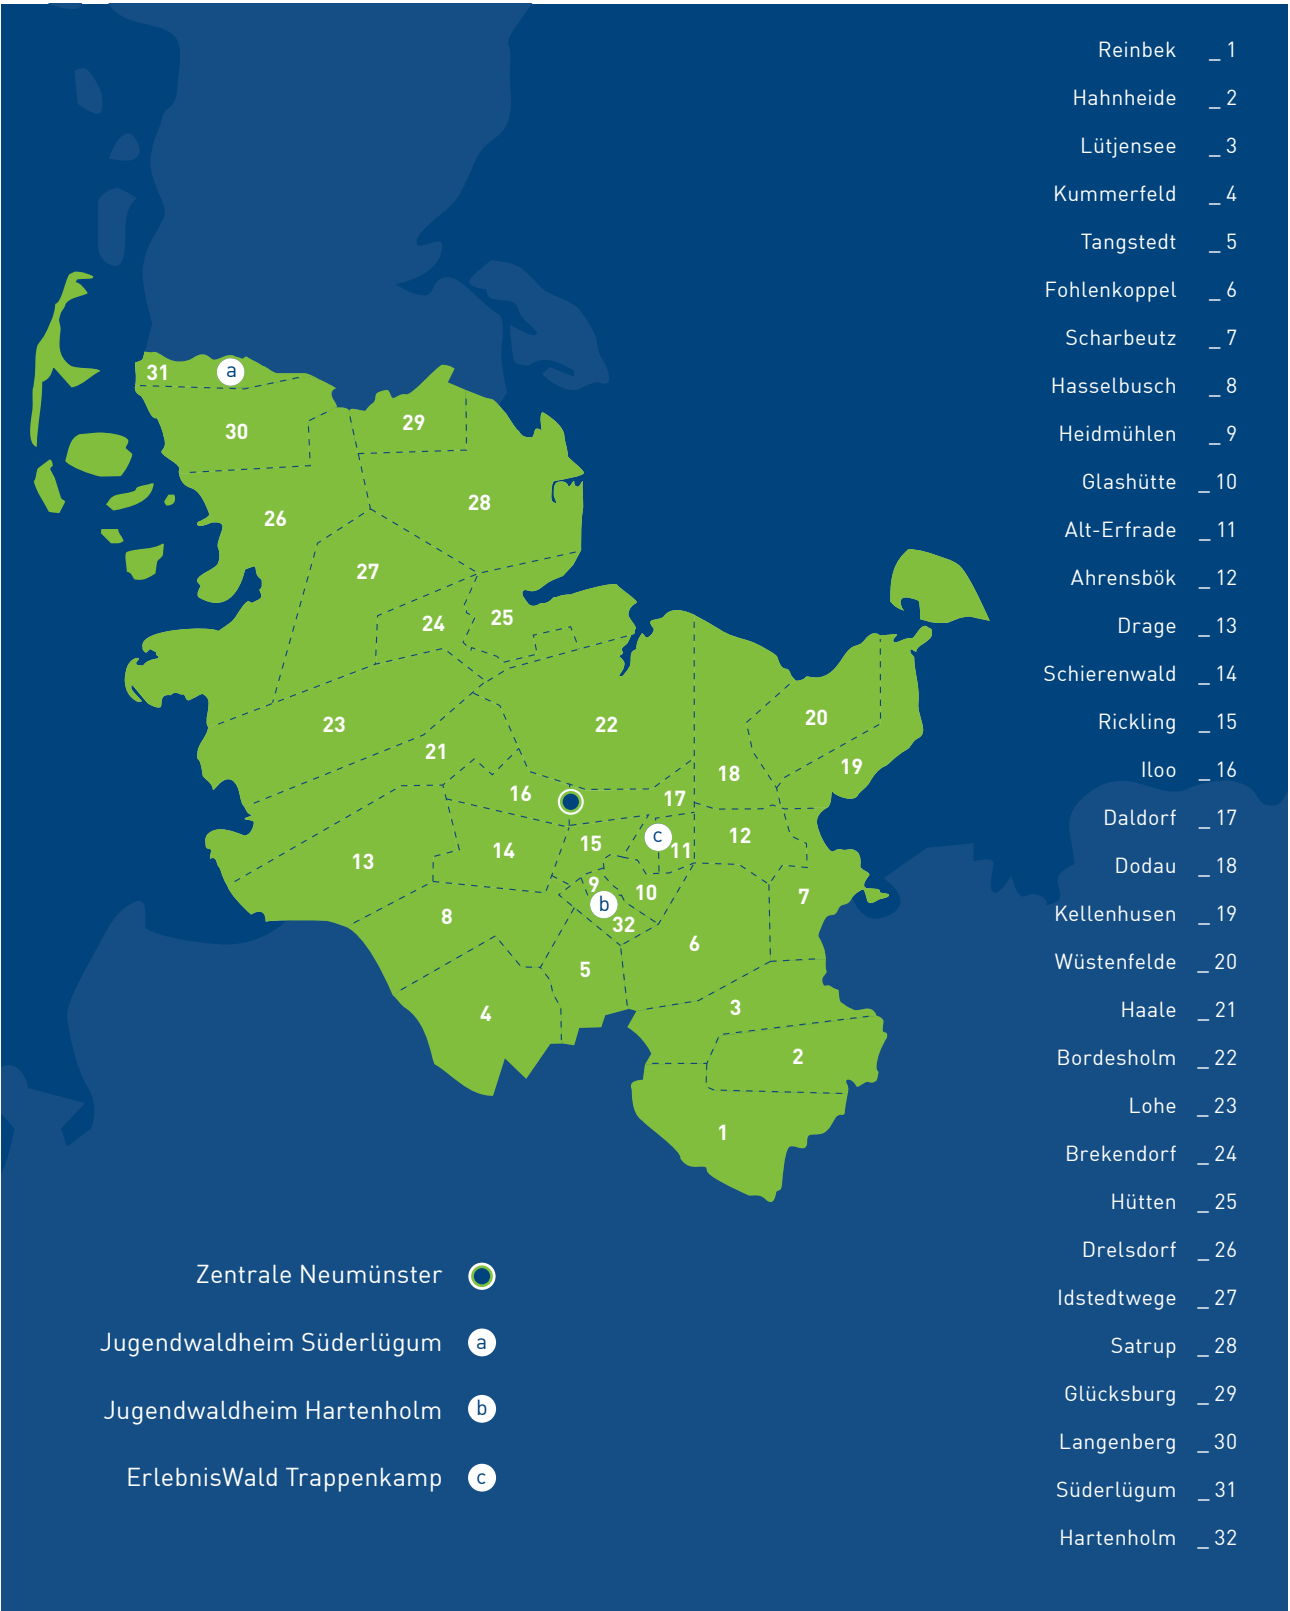 Reinbek _ 1
Hahnheide _ 2
Lütjensee _ 3
Kummerfeld _ 4
Tangstedt _ 5
Fohlenkoppel _ 6
Scharbeutz _ 7
Hasselbusch _ 8
Heidmühlen _ 9
Glashütte _ 10
Alt-Erfrade _ 11
Ahrensbök _ 12
Drage _ 13
Schierenwald _ 14
Rickling _ 15
Iloo _ 16
Daldorf _ 17
Dodau _ 18
Kellenhusen _ 19
Wüstenfelde _ 20
Haale _ 21
Bordesholm _ 22
Lohe _ 23
Brekendorf _ 24
Hütten _ 25
Drelsdorf _ 26
Idstedtwege _ 27
Satrup _ 28
Glücksburg _ 29
Langenberg _ 30
Süderlügum _ 31
Hartenholm _ 32
31 a
30
29
28
26
27
24
25
23
22
20
21
19
18
16
17
15
c
11
12
14
13
9
10
b
32
7
8
6
5
4
3
2
1
Zentrale Neumünster
Jugendwaldheim Süderlügum a
Jugendwaldheim Hartenholm b
ErlebnisWald Trappenkamp c